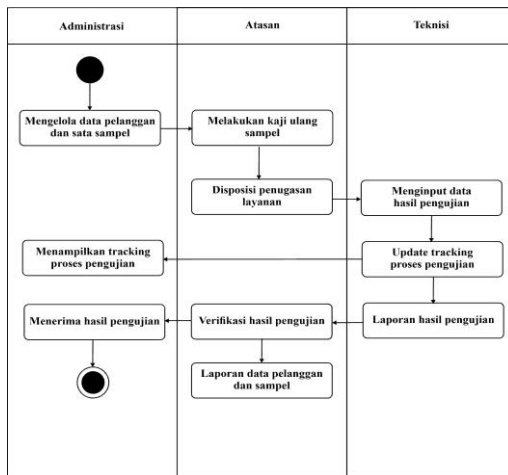 Administrasi
Atasan
Teknisi
Mengelola data pelanggan
dan sata sampel
Melakukan kaji ulang
sampel
Disposisi penugasan
layanan
Menginput data
hasil pengujian
Menampilkan tracking
proses pengujian
Update tracking
proses pengujian
Menerima hasil pengujian
Verifikasi hasil pengujian
Laporan hasil pengujian
Laporan data pelanggan
dan sampel